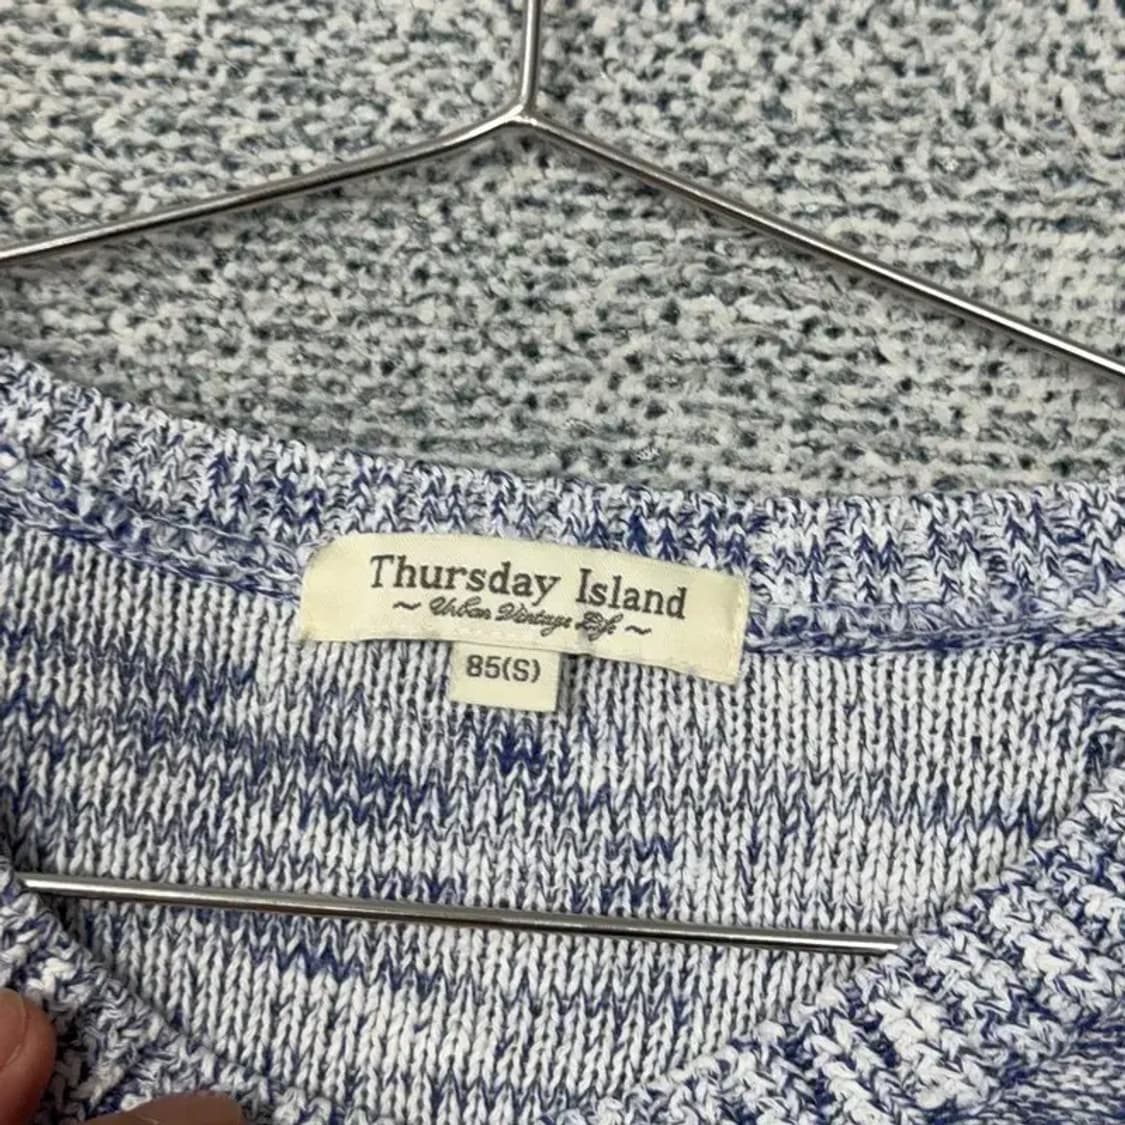 Thursday Island
~ Urban Vintage Life ~
85(S)